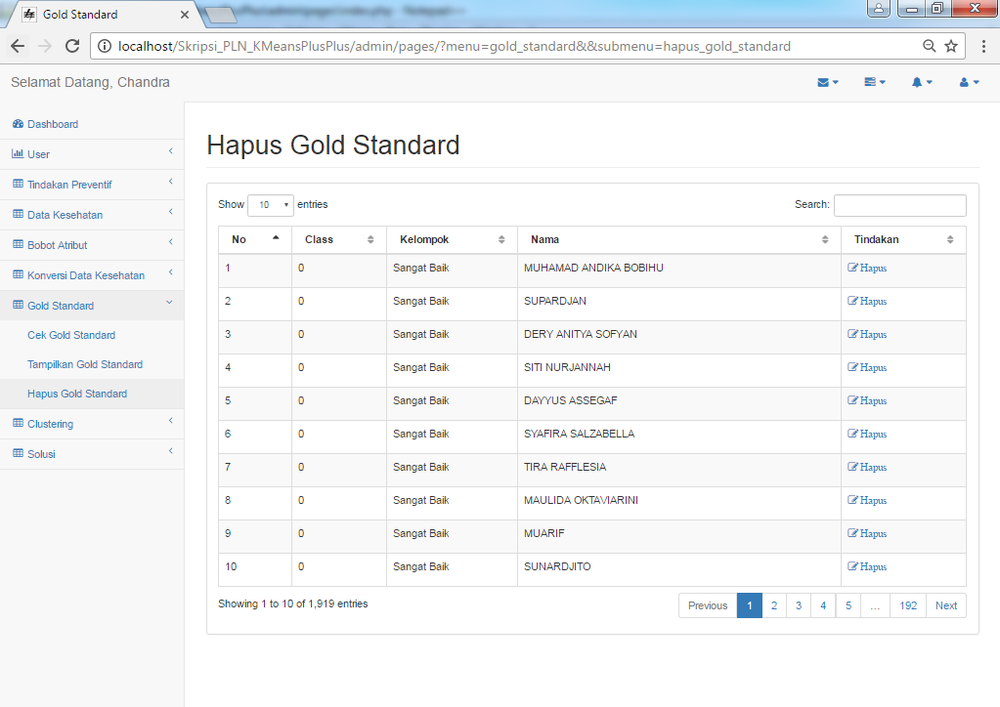 Gold Standard
localhost/Skripsi_PLN_KMeansPlusPlus/admin/pages/?menu=gold_standard&&submenu=hapus_gold_standard
Selamat Datang, Chandra
Dashboard
User
Tindakan Preventif
Data Kesehatan
Bobot Atribut
Konversi Data Kesehatan
Gold Standard
Cek Gold Standard
Tampilkan Gold Standard
Hapus Gold Standard
Clustering
Solusi
Hapus Gold Standard
Show 10 entries Search:
No Class Kelompok Nama Tindakan
1 0 Sangat Baik MUHAMAD ANDIKA BOBIHU Hapus
2 0 Sangat Baik SUPARDJAN Hapus
3 0 Sangat Baik DERY ANITYA SOFYAN Hapus
4 0 Sangat Baik SITI NURJANNAH Hapus
5 0 Sangat Baik DAYYUS ASSEGAF Hapus
6 0 Sangat Baik SYAFIRA SALZABELLA Hapus
7 0 Sangat Baik TIRA RAFFLESIA Hapus
8 0 Sangat Baik MAULIDA OKTAVIARINI Hapus
9 0 Sangat Baik MUARIF Hapus
10 0 Sangat Baik SUNARDJITO Hapus
Showing 1 to 10 of 1,919 entries Previous 1 2 3 4 5 ... 192 Next